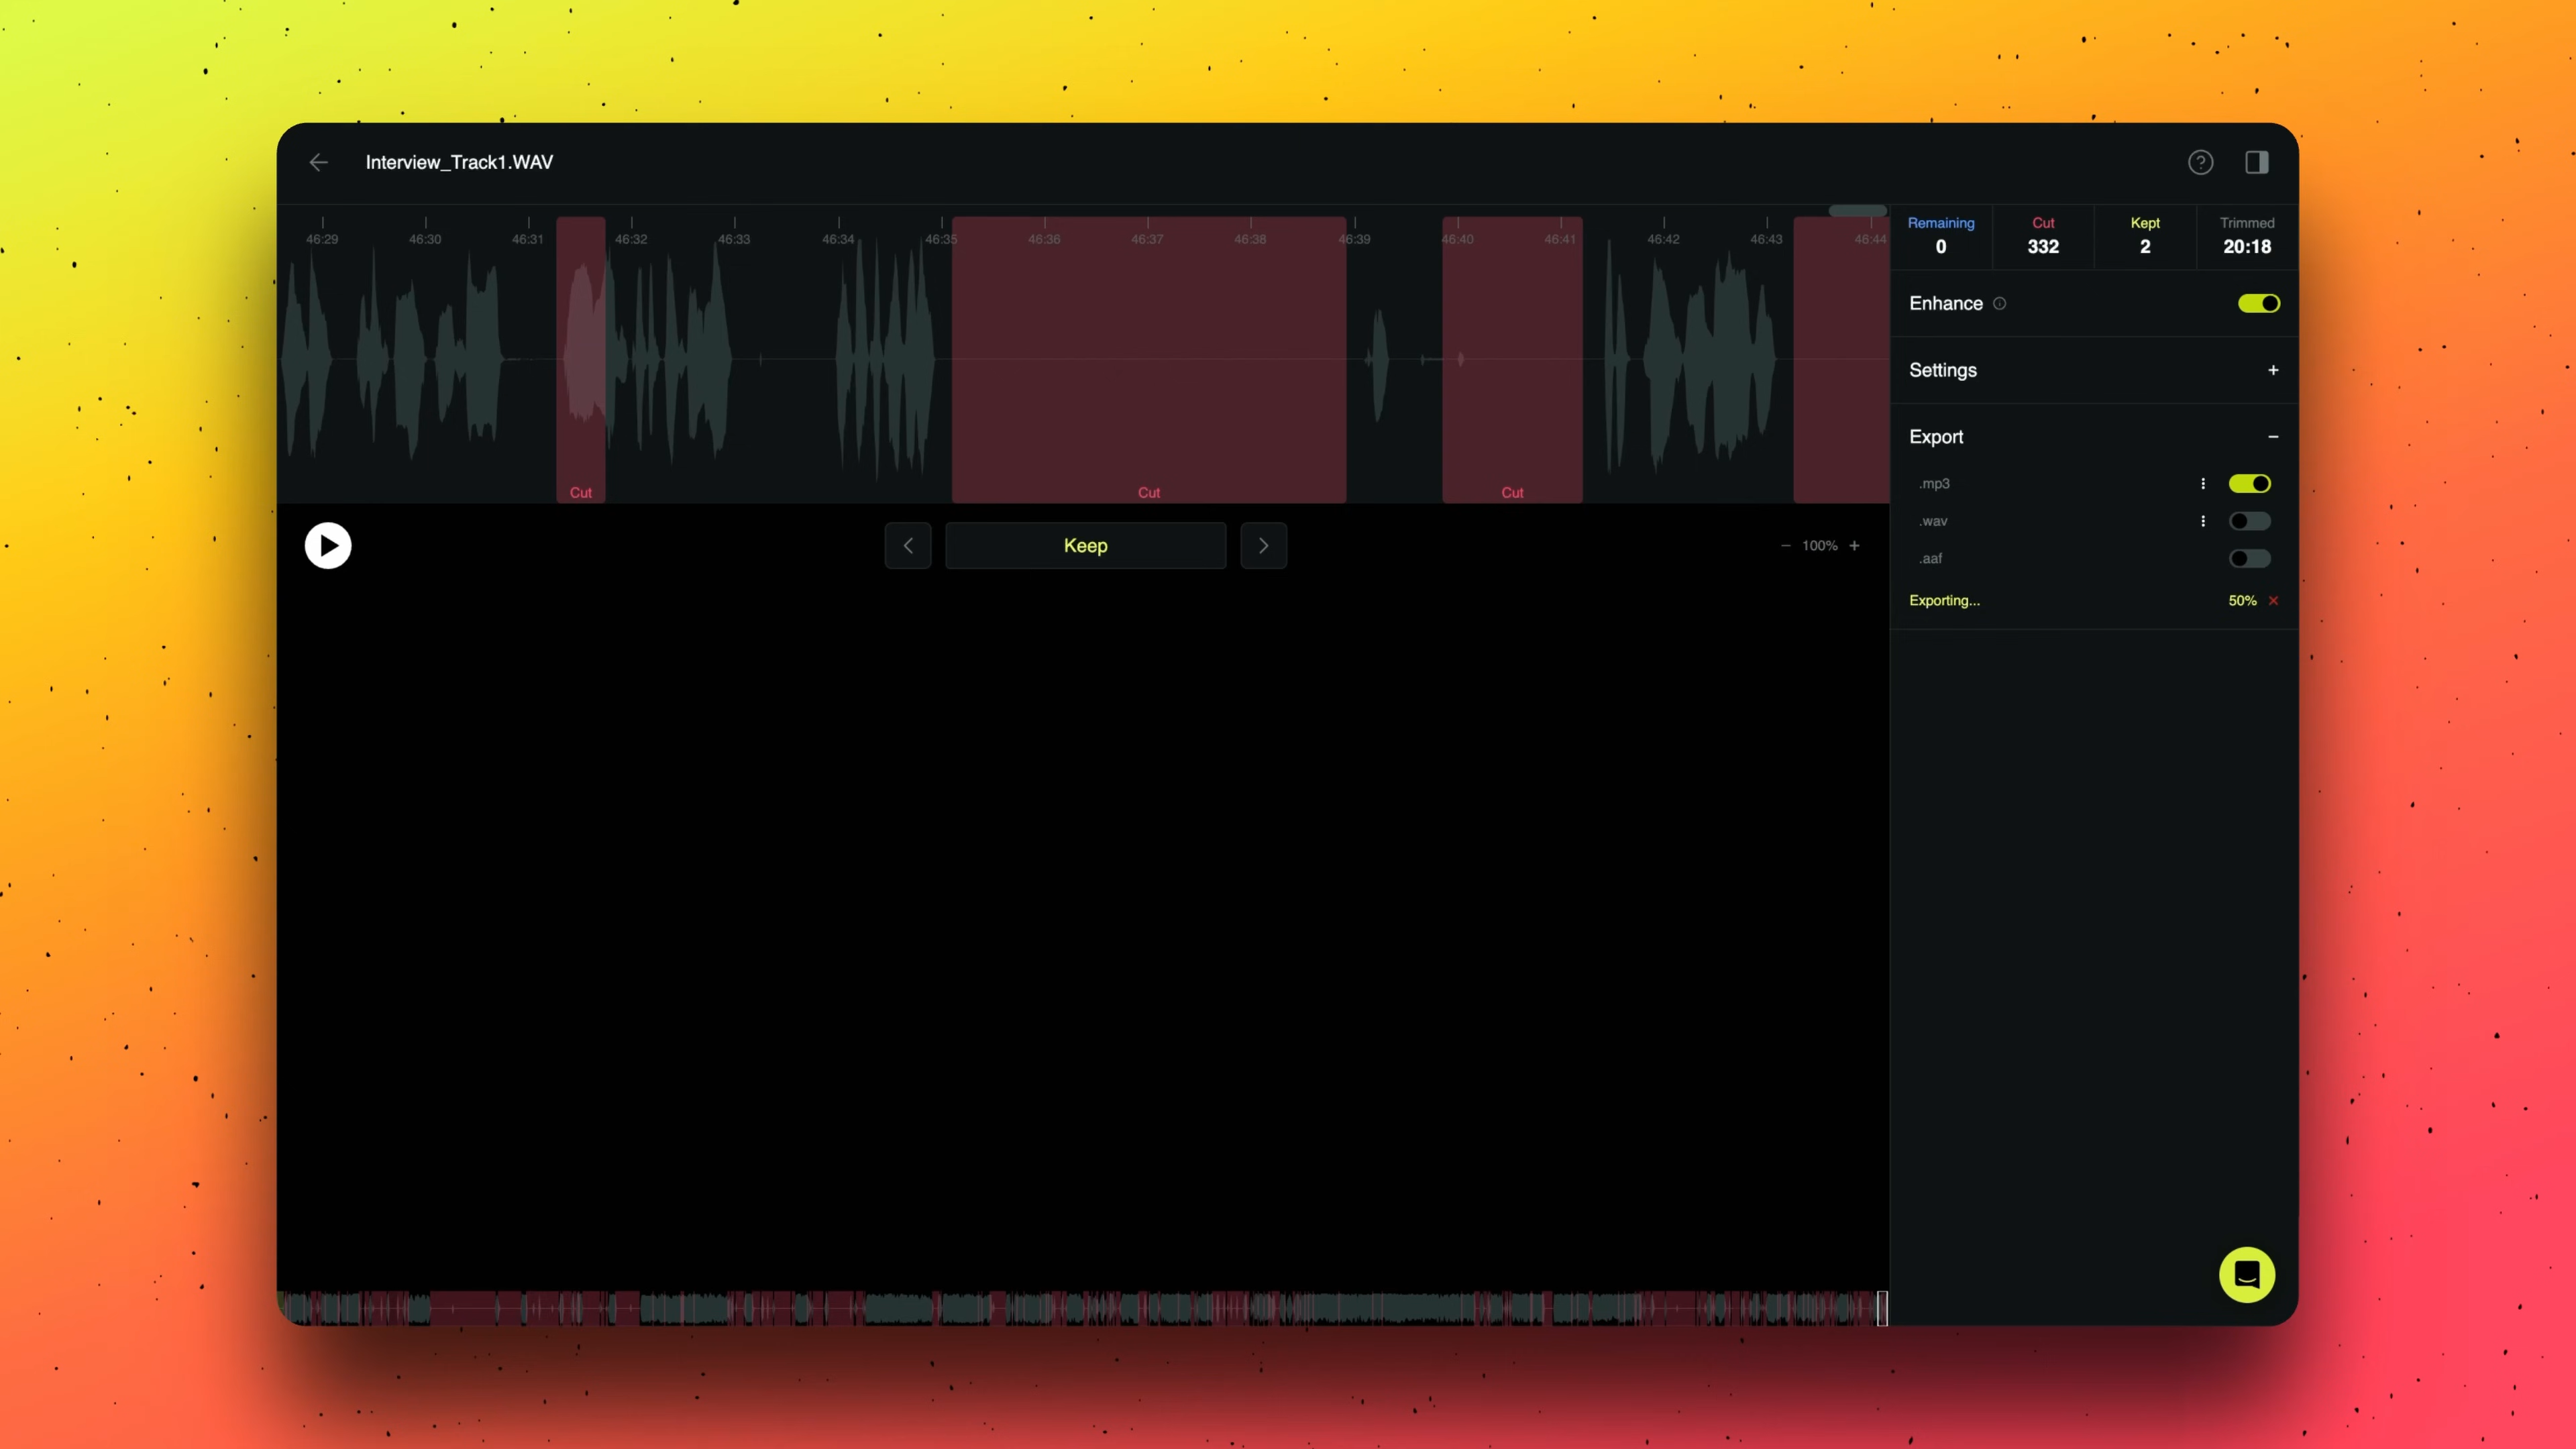 Interview_Track1.WAV
46:29 46:30 46:31 46:32 46:33 46:34 46:35 46:36 46:37 46:38 46:39 46:40 46:41 46:42 46:43 46:44
Cut Cut Cut
Keep
100%
Remaining Cut Kept Trimmed
0 332 2 20:18
Enhance
Settings
Export
.mp3
.wav
.aaf
Exporting... 50%